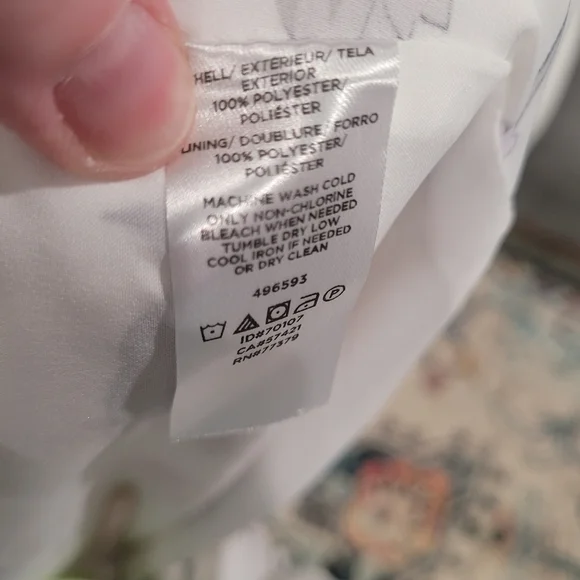 HELL/ EXTERIEUR/ TELA
EXTERIOR
100% POLYESTER/
POLIÉSTER
LINING/ DOUBLURE/ FORRO
100% POLYESTER/
POLIÉSTER
MACHINE WASH COLD
ONLY NON-CHLORINE
BLEACH WHEN NEEDED
TUMBLE DRY LOW
COOL IRON IF NEEDED
OR DRY CLEAN
496593
P
ID#70107
CA#57421
RN#77379